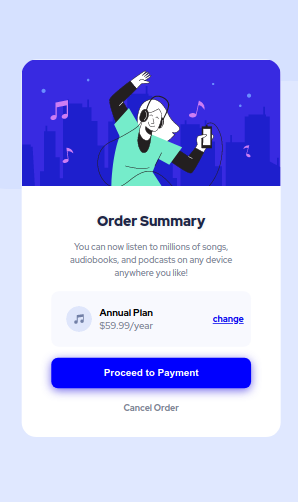 Order Summary
You can now listen to millions of songs,
audiobooks, and podcasts on any device
anywhere you like!
Annual Plan
$59.99/year
change
Proceed to Payment
Cancel Order